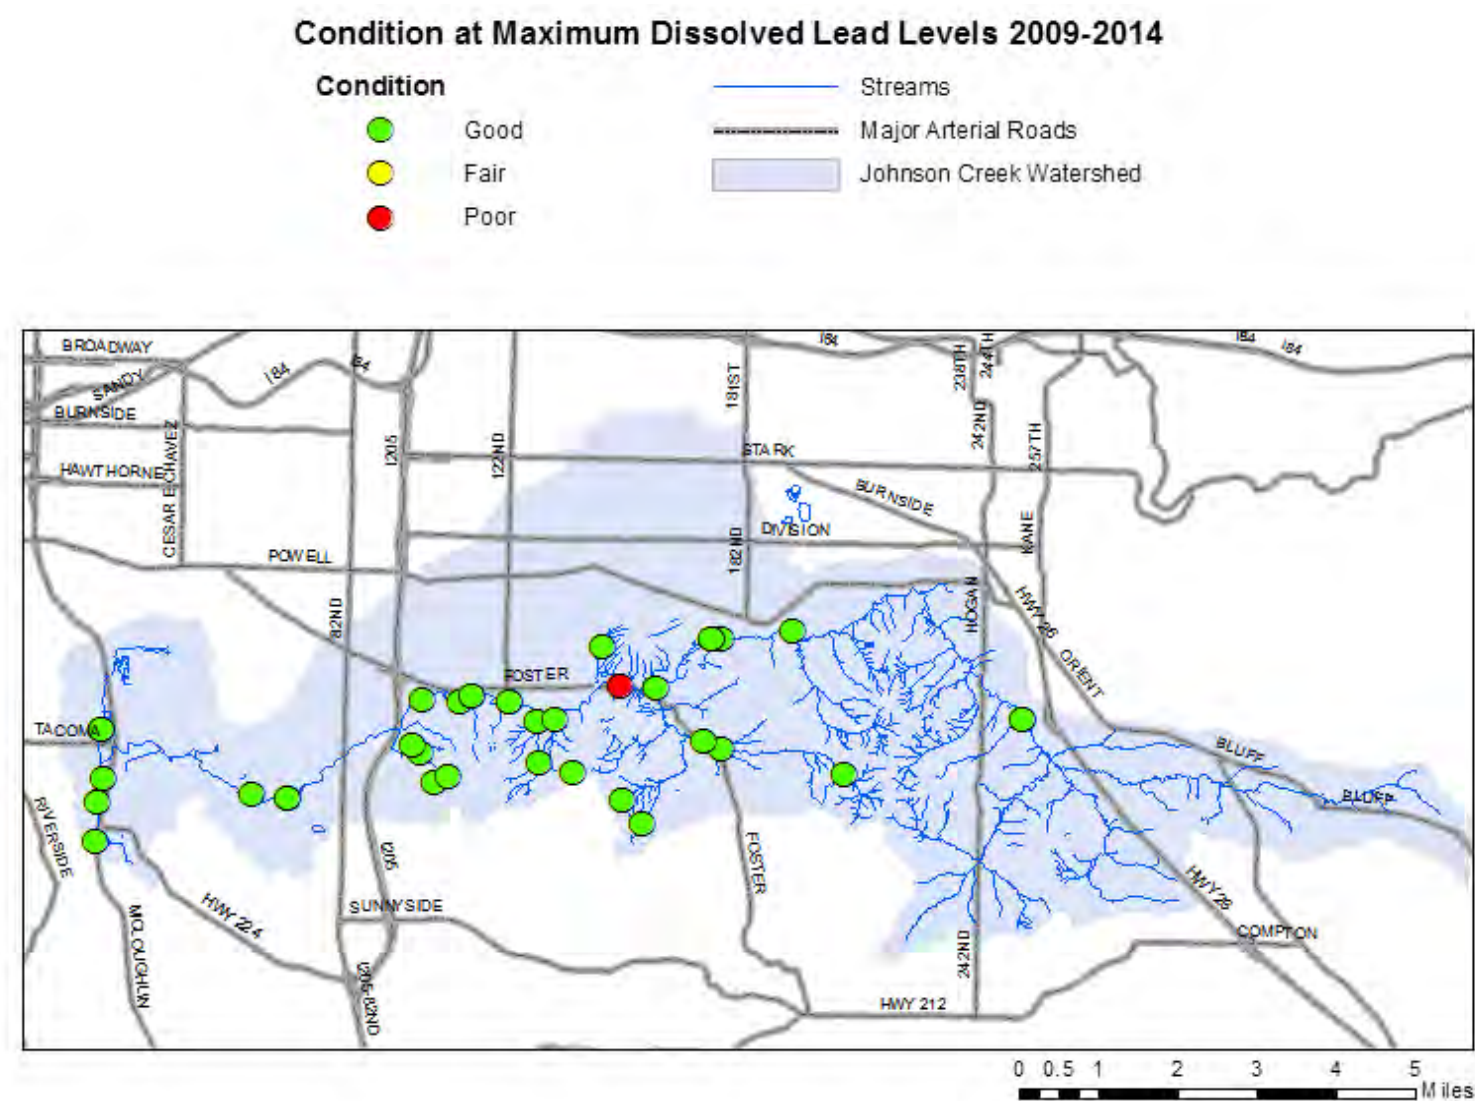 Condition at Maximum Dissolved Lead Levels 2009-2014
Condition
Good
Fair
Poor
Streams
Major Arterial Roads
Johnson Creek Watershed
BROADWAY
SANDY
I84
I84
I84
I84
I84
BURNSIDE
HAWTHORNE
CESAR E CHAVEZ
I205
122ND
181ST
238TH
244TH
242ND
257TH
STARK
BURNSIDE
DIVISION
182ND
KANE
POWELL
82ND
HOGAN
HWY 26
ORIENT
FOSTER
TACOMA
BLUFF
BLUFF
RIVERSIDE
I205
FOSTER
HWY 26
HWY 224
SUNNYSIDE
MCLOUGHLIN
COMPTON
242ND
I205-82ND
HWY 212
0 0.5 1 2 3 4 5
Miles